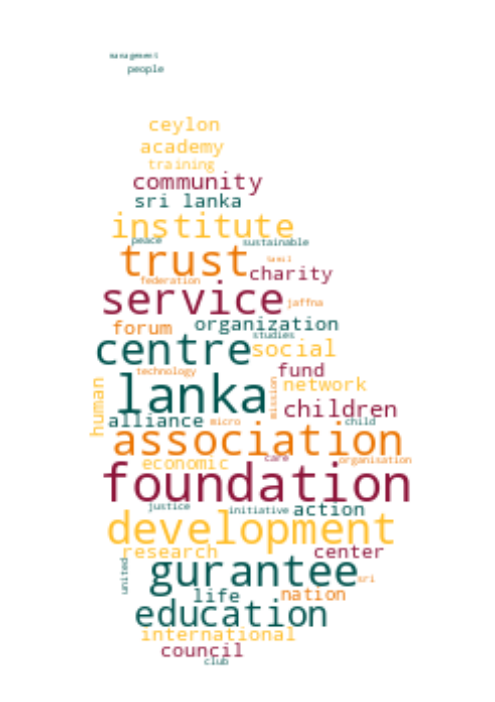 management
people
ceylon
academy
training
community
sri lanka
institute
peace
sustainable
trust
tamil
charity
federation
service
jaffna
forum
organization
studies
centre
social
technology
fund
human
lanka
mission
network
children
alliance
micro
child
association
economic
care
organisation
foundation
justice
initiative
action
development
research
center
united
gurantee
sri
life
nation
education
international
council
club